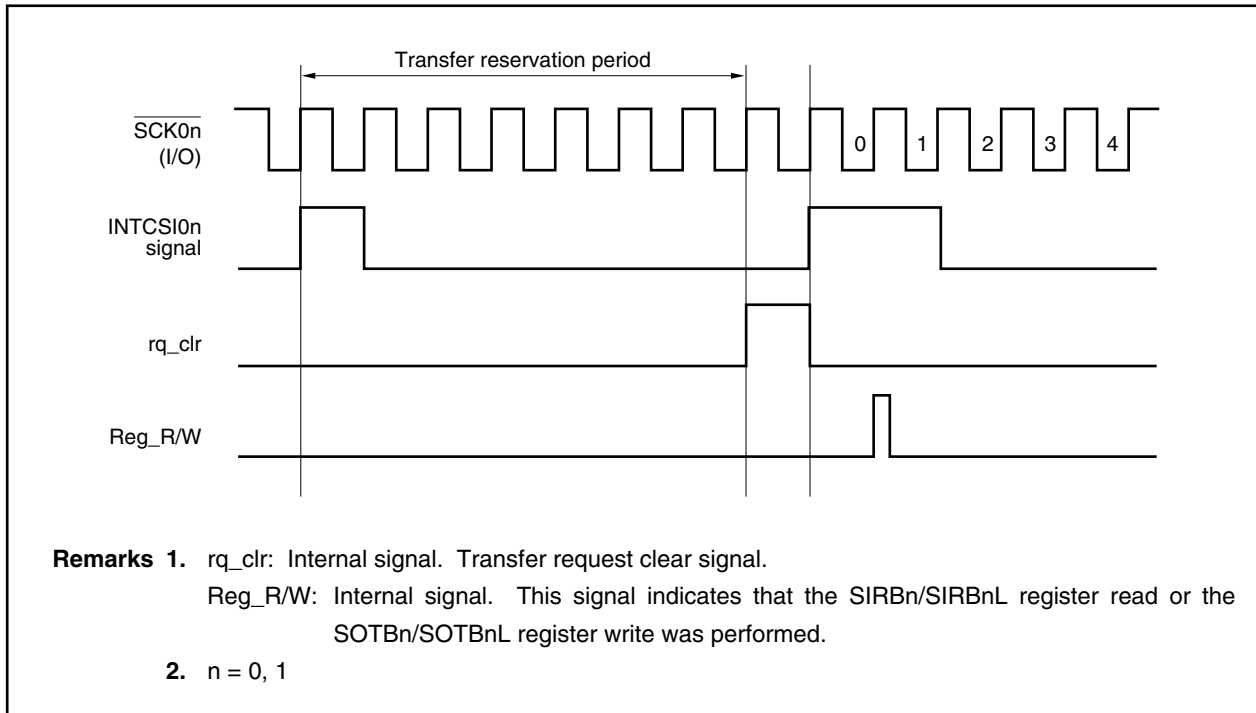 Transfer reservation period
SCK0n
(I/O)
0 1 2 3 4
INTCSI0n
signal
rq_clr
Reg_R/W
Remarks 1. rq_clr: Internal signal. Transfer request clear signal.
Reg_R/W: Internal signal. This signal indicates that the SIRBn/SIRBnL register read or the
SOTBn/SOTBnL register write was performed.
2. n = 0, 1